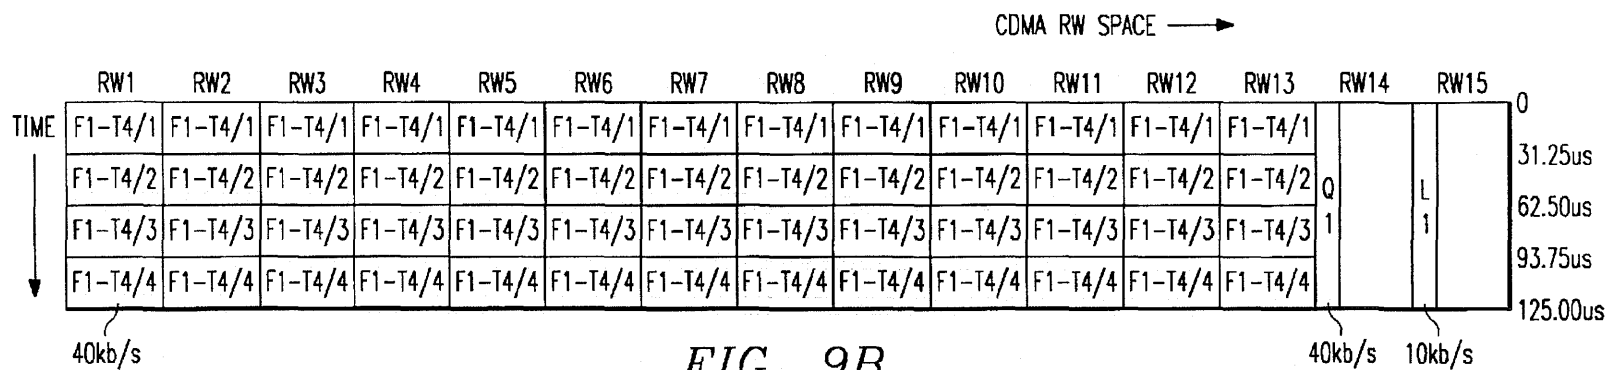 CDMA RW SPACE
RW1 RW2 RW3 RW4 RW5 RW6 RW7 RW8 RW9 RW10 RW11 RW12 RW13 RW14 RW15
0
TIME F1-T4/1 F1-T4/1 F1-T4/1 F1-T4/1 F1-T4/1 F1-T4/1 F1-T4/1 F1-T4/1 F1-T4/1 F1-T4/1 F1-T4/1 F1-T4/1 F1-T4/1
31.25us
F1-T4/2 F1-T4/2 F1-T4/2 F1-T4/2 F1-T4/2 F1-T4/2 F1-T4/2 F1-T4/2 F1-T4/2 F1-T4/2 F1-T4/2 F1-T4/2 F1-T4/2 Q L
62.50us
F1-T4/3 F1-T4/3 F1-T4/3 F1-T4/3 F1-T4/3 F1-T4/3 F1-T4/3 F1-T4/3 F1-T4/3 F1-T4/3 F1-T4/3 F1-T4/3 F1-T4/3 1 1
93.75us
F1-T4/4 F1-T4/4 F1-T4/4 F1-T4/4 F1-T4/4 F1-T4/4 F1-T4/4 F1-T4/4 F1-T4/4 F1-T4/4 F1-T4/4 F1-T4/4 F1-T4/4
125.00us
40kb/s 40kb/s 10kb/s
FIG. 9B